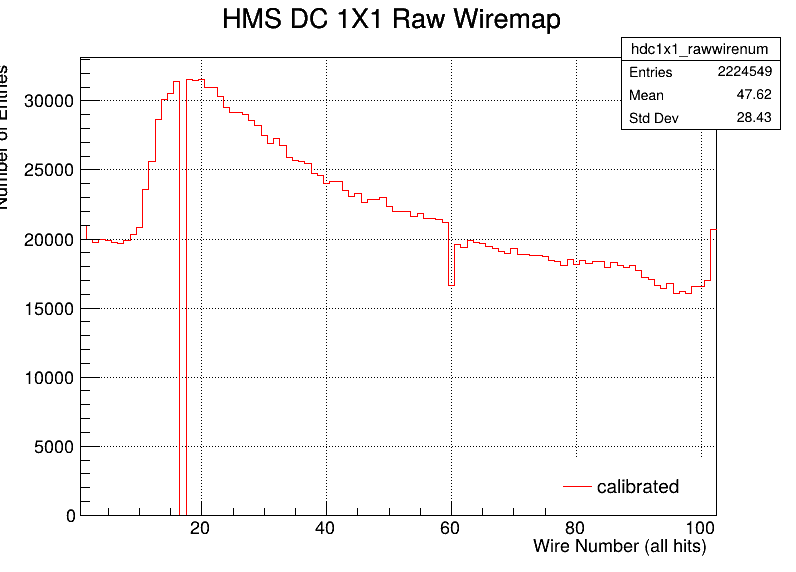 HMS DC 1X1 Raw Wiremap
hdc1x1_rawwirenum
Entries 2224549
Mean 47.62
Std Dev 28.43
Number of Entries
30000
25000
20000
15000
10000
5000
0
calibrated
20 40 60 80 100
Wire Number (all hits)